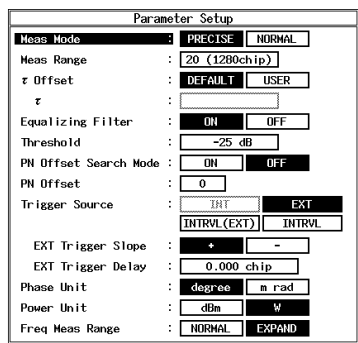 Parameter Setup
Meas Mode : PRECISE NORMAL
Meas Range : 20 (1280chip)
τ Offset : DEFAULT USER
τ :
Equalizing Filter : ON OFF
Threshold : -25 dB
PN Offset Search Mode : ON OFF
PN Offset : 0
Trigger Source : INT EXT
INTRVL(EXT) INTRVL
EXT Trigger Slope : + -
EXT Trigger Delay : 0.000 chip
Phase Unit : degree m rad
Power Unit : dBm W
Freq Meas Range : NORMAL EXPAND